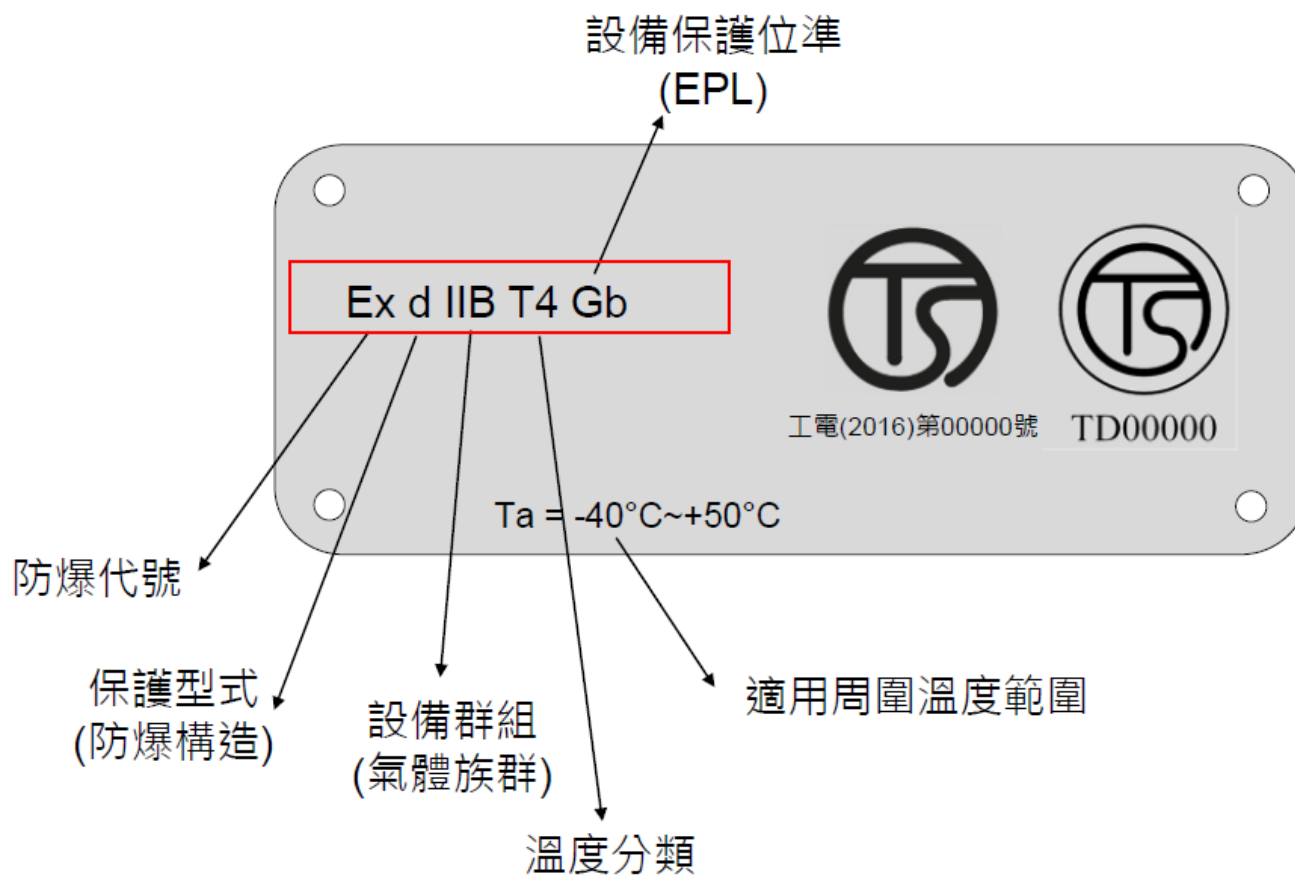 設備保護位準
(EPL)
Ex d IIB T4 Gb
工電(2016)第00000號
TD00000
Ta = -40°C~+50°C
防爆代號
保護型式
(防爆構造)
設備群組
(氣體族群)
適用周圍溫度範圍
溫度分類